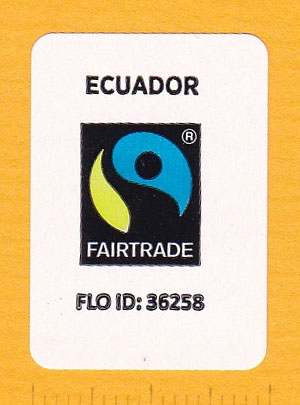 ECUADOR
®
FAIRTRADE
FLO ID: 36258